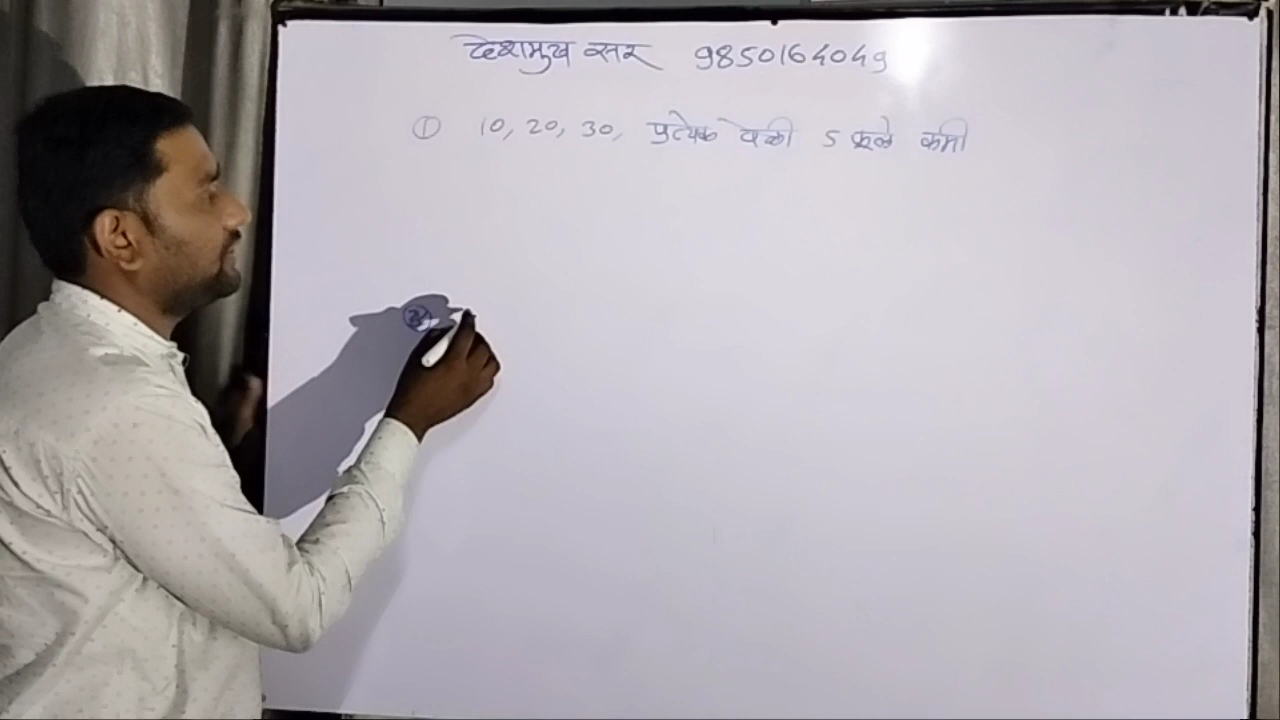 देशमुख सर 9850164049
① 10, 20, 30, प्रत्येक वेळी 5 फुले कमी